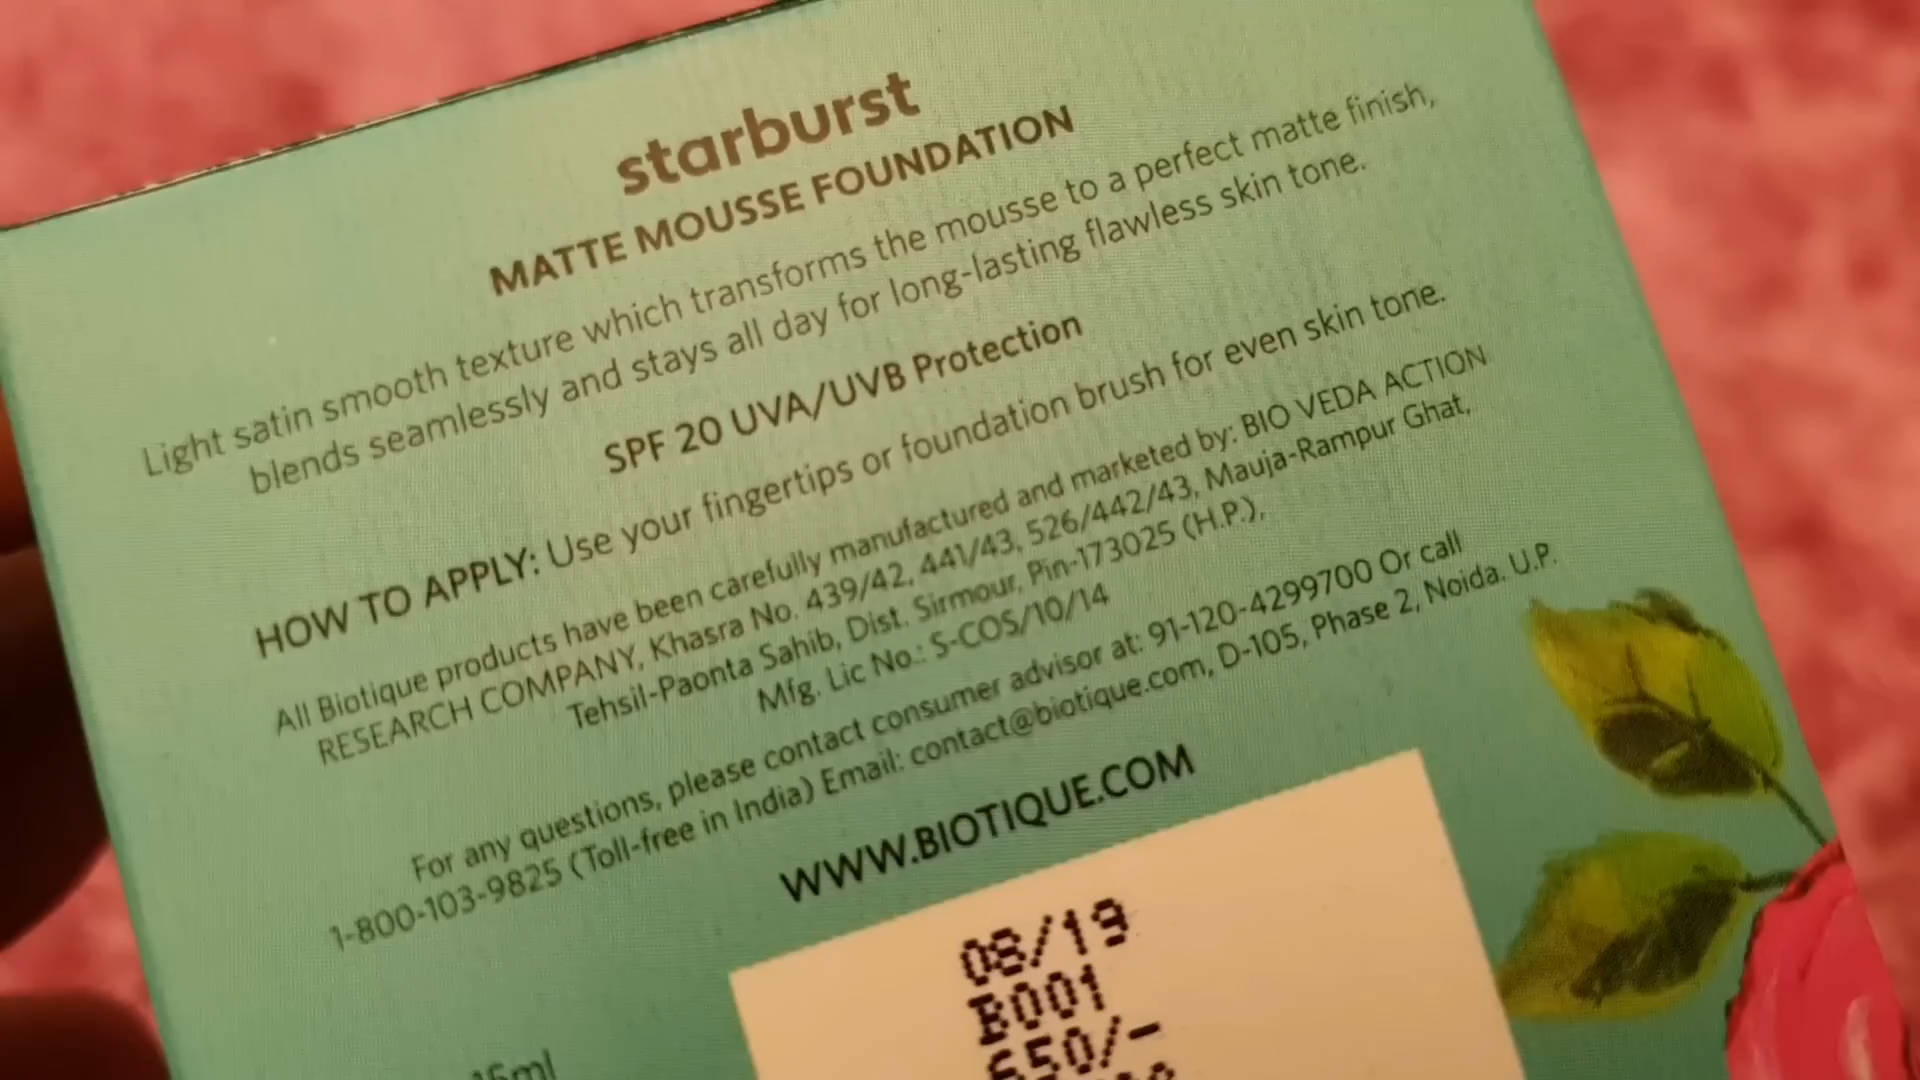 starburst
MATTE MOUSSE FOUNDATION
Light satin smooth texture which transforms the mousse to a perfect matte finish,
blends seamlessly and stays all day for long-lasting flawless skin tone.
SPF 20 UVA/UVB Protection
HOW TO APPLY: Use your fingertips or foundation brush for even skin tone.
All Biotique products have been carefully manufactured and marketed by: BIO VEDA ACTION
RESEARCH COMPANY, Khasra No. 439/42, 441/43, 526/442/43, Mauja-Rampur Ghat,
Tehsil-Paonta Sahib, Dist. Sirmour, Pin-173025 (H.P.),
Mfg. Lic No.: S-COS/10/14
For any questions, please contact consumer advisor at: 91-120-4299700 Or call
1-800-103-9825 (Toll-free in India) Email: contact@biotique.com, D-105, Phase 2, Noida. U.P.
WWW.BIOTIQUE.COM
08/19
B001
650/-